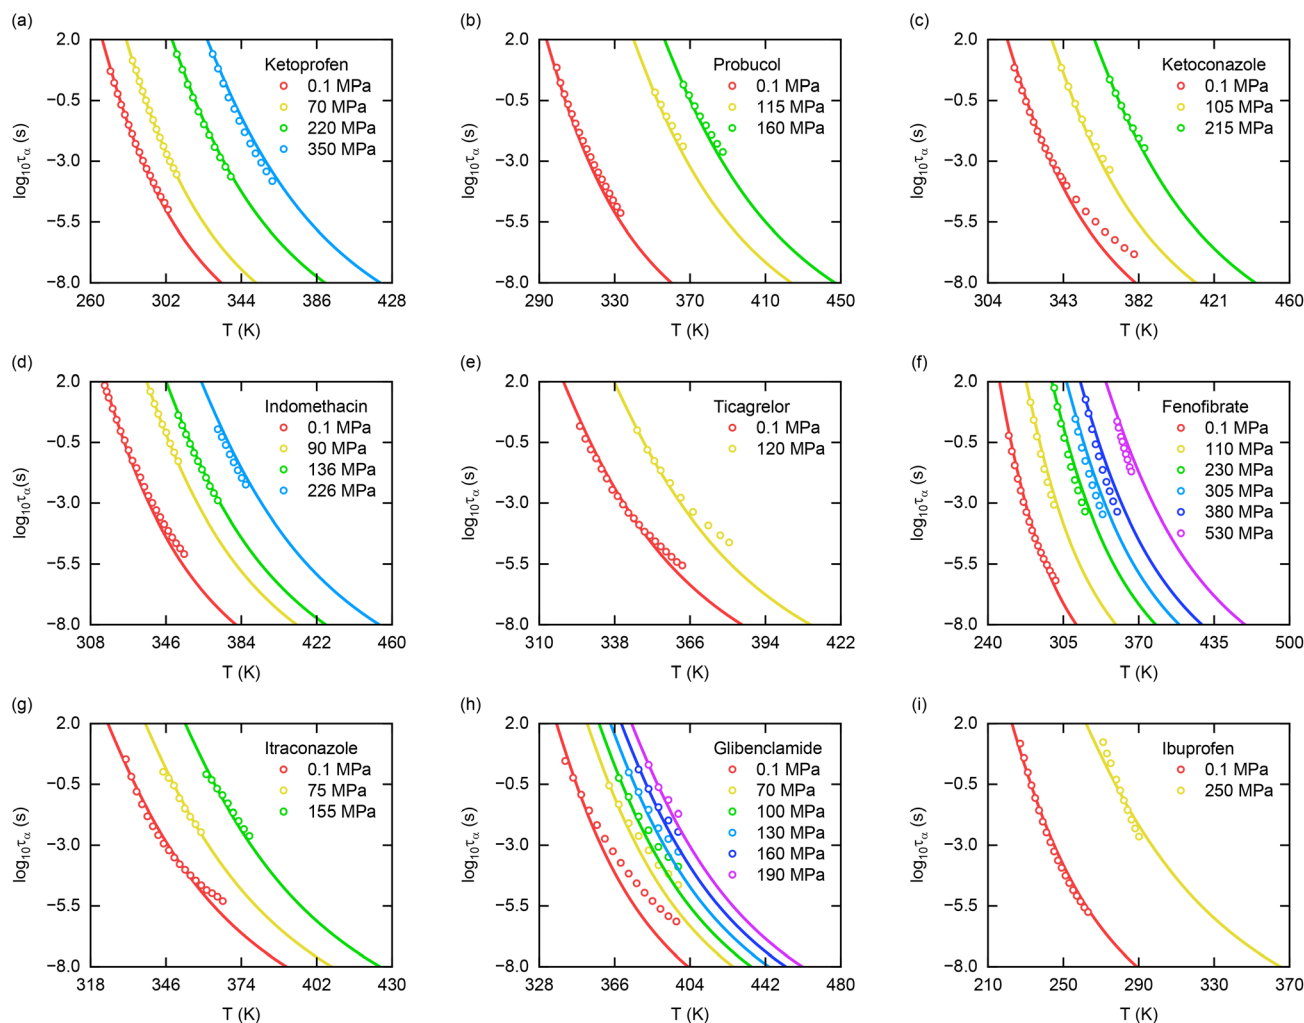 (a)
Ketoprofen
0.1 MPa
70 MPa
220 MPa
350 MPa
log₁₀τα (s)
2.0
−0.5
−3.0
−5.5
−8.0
260 302 344 386 428
T (K)
(b)
Probucol
0.1 MPa
115 MPa
160 MPa
log₁₀τα (s)
2.0
−0.5
−3.0
−5.5
−8.0
290 330 370 410 450
T (K)
(c)
Ketoconazole
0.1 MPa
105 MPa
215 MPa
log₁₀τα (s)
2.0
−0.5
−3.0
−5.5
−8.0
304 343 382 421 460
T (K)
(d)
Indomethacin
0.1 MPa
90 MPa
136 MPa
226 MPa
log₁₀τα(s)
2.0
−0.5
−3.0
−5.5
−8.0
308 346 384 422 460
T (K)
(e)
Ticagrelor
0.1 MPa
120 MPa
log₁₀τα (s)
2.0
−0.5
−3.0
−5.5
−8.0
310 338 366 394 422
T (K)
(f)
Fenofibrate
0.1 MPa
110 MPa
230 MPa
305 MPa
380 MPa
530 MPa
log₁₀τα (s)
2.0
−0.5
−3.0
−5.5
−8.0
240 305 370 435 500
T (K)
(g)
Itraconazole
0.1 MPa
75 MPa
155 MPa
log₁₀τα (s)
2.0
−0.5
−3.0
−5.5
−8.0
318 346 374 402 430
T (K)
(h)
Glibenclamide
0.1 MPa
70 MPa
100 MPa
130 MPa
160 MPa
190 MPa
log₁₀τα (s)
2.0
−0.5
−3.0
−5.5
−8.0
328 366 404 442 480
T (K)
(i)
Ibuprofen
0.1 MPa
250 MPa
log₁₀τα (s)
2.0
−0.5
−3.0
−5.5
−8.0
210 250 290 330 370
T (K)